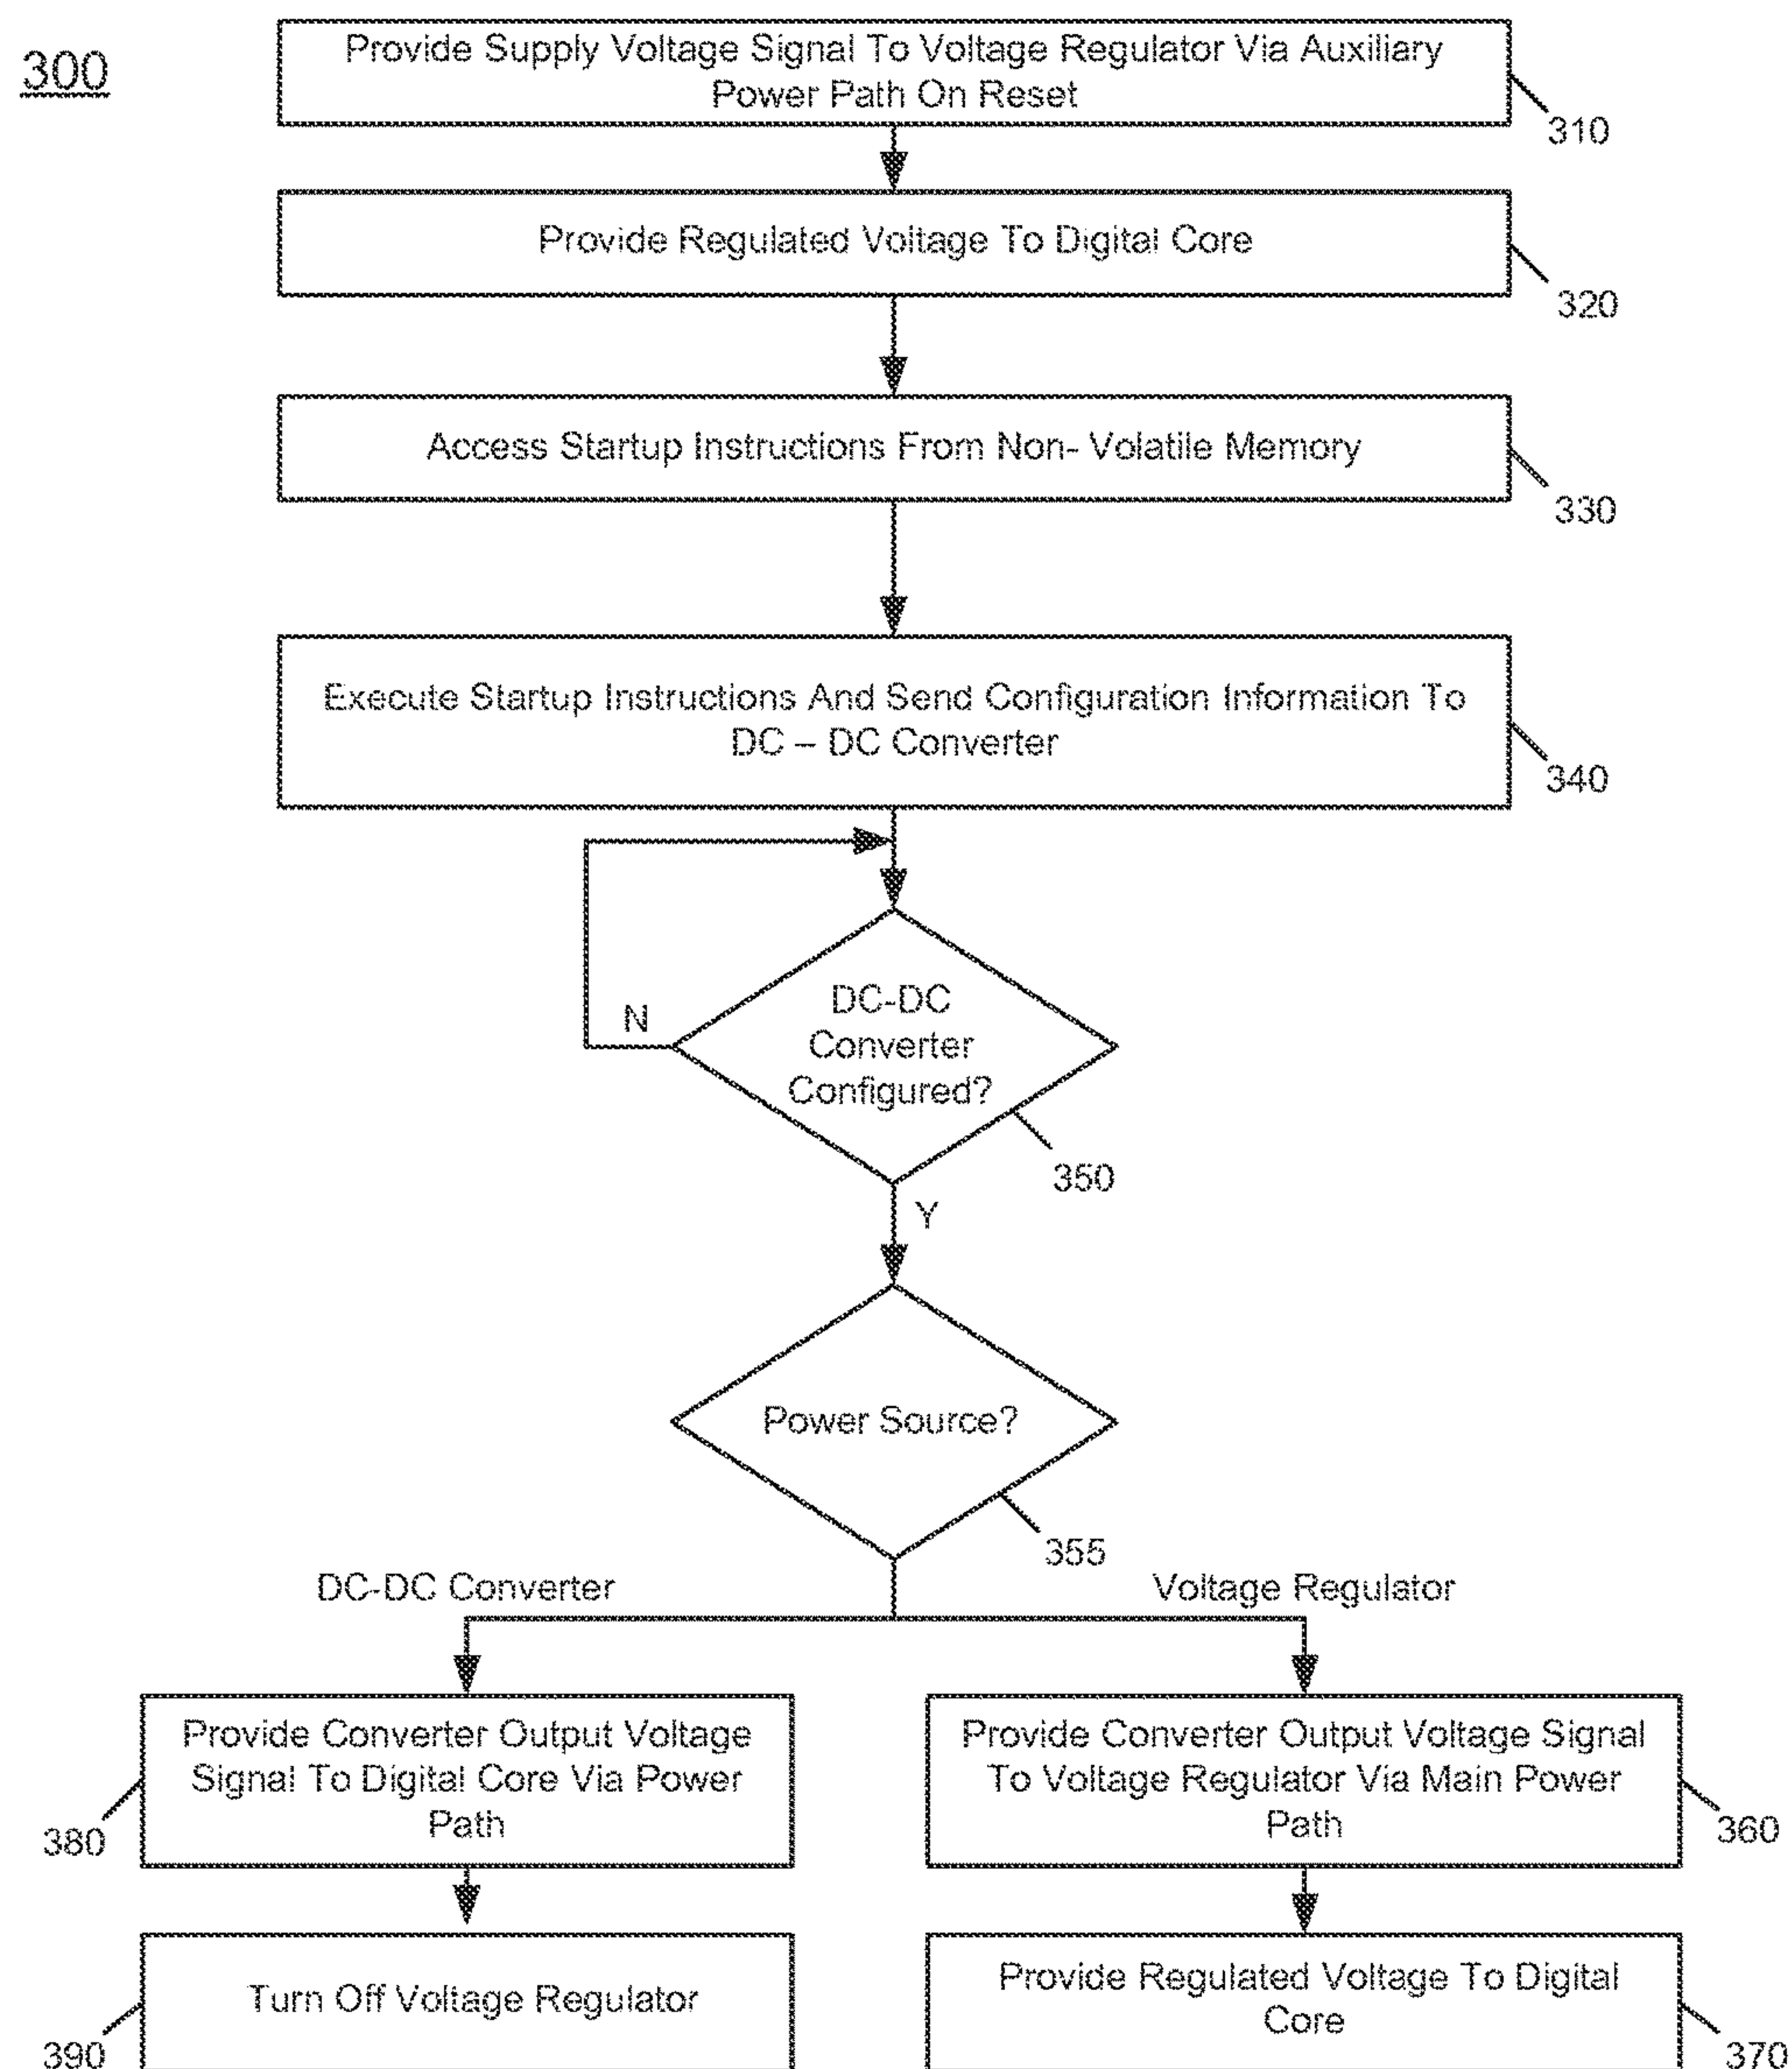 300
Provide Supply Voltage Signal To Voltage Regulator Via Auxiliary
Power Path On Reset
310
Provide Regulated Voltage To Digital Core
320
Access Startup Instructions From Non- Volatile Memory
330
Execute Startup Instructions And Send Configuration Information To
DC – DC Converter
340
DC-DC
Converter
Configured?
N
350
Y
Power Source?
355
DC-DC Converter
Voltage Regulator
Provide Converter Output Voltage
Signal To Digital Core Via Power
Path
380
Provide Converter Output Voltage Signal
To Voltage Regulator Via Main Power
Path
360
Turn Off Voltage Regulator
390
Provide Regulated Voltage To Digital
Core
370